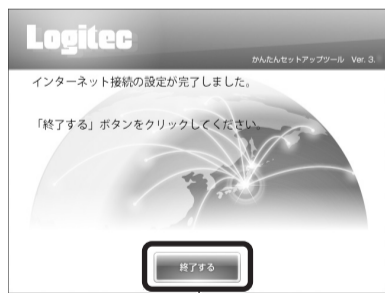 Logitec
かんたんセットアップツール Ver. 3.
インターネット接続の設定が完了しました。
「終了する」ボタンをクリックしてください。
終了する